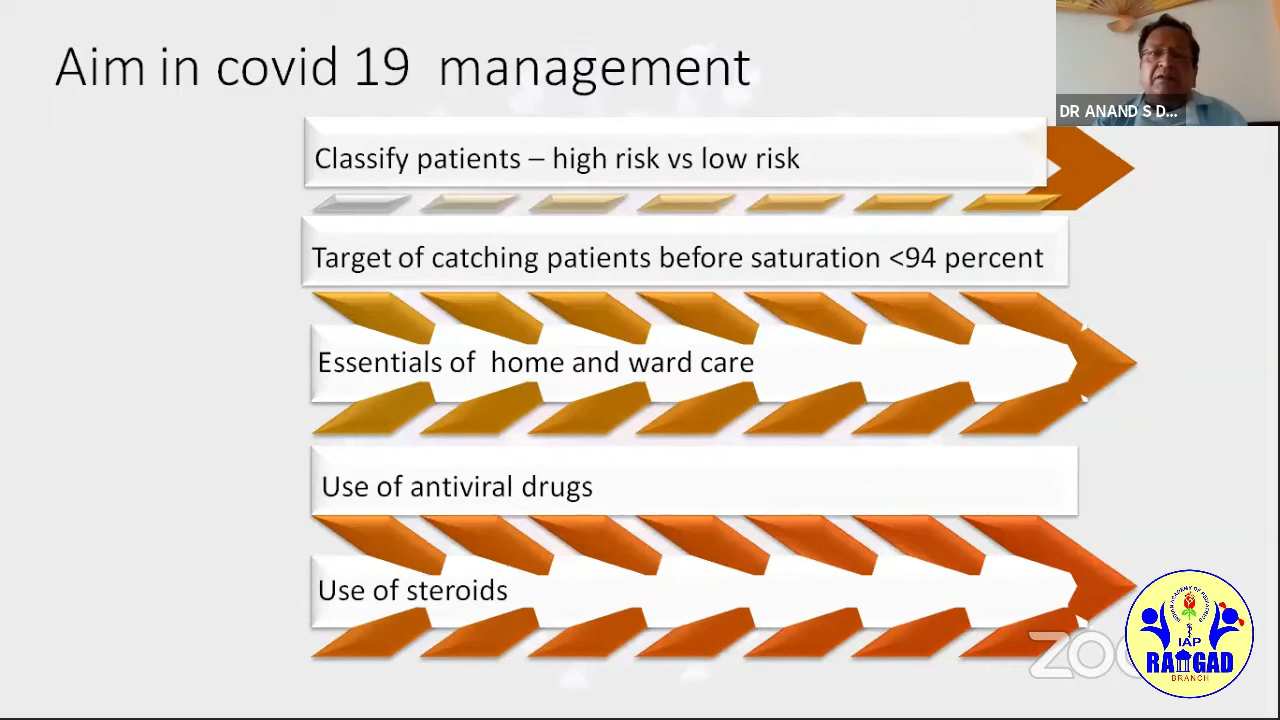 Aim in covid 19 management
DR ANAND S D...
Classify patients – high risk vs low risk
Target of catching patients before saturation <94 percent
Essentials of home and ward care
Use of antiviral drugs
Use of steroids
IAP
RAIGAD
BRANCH